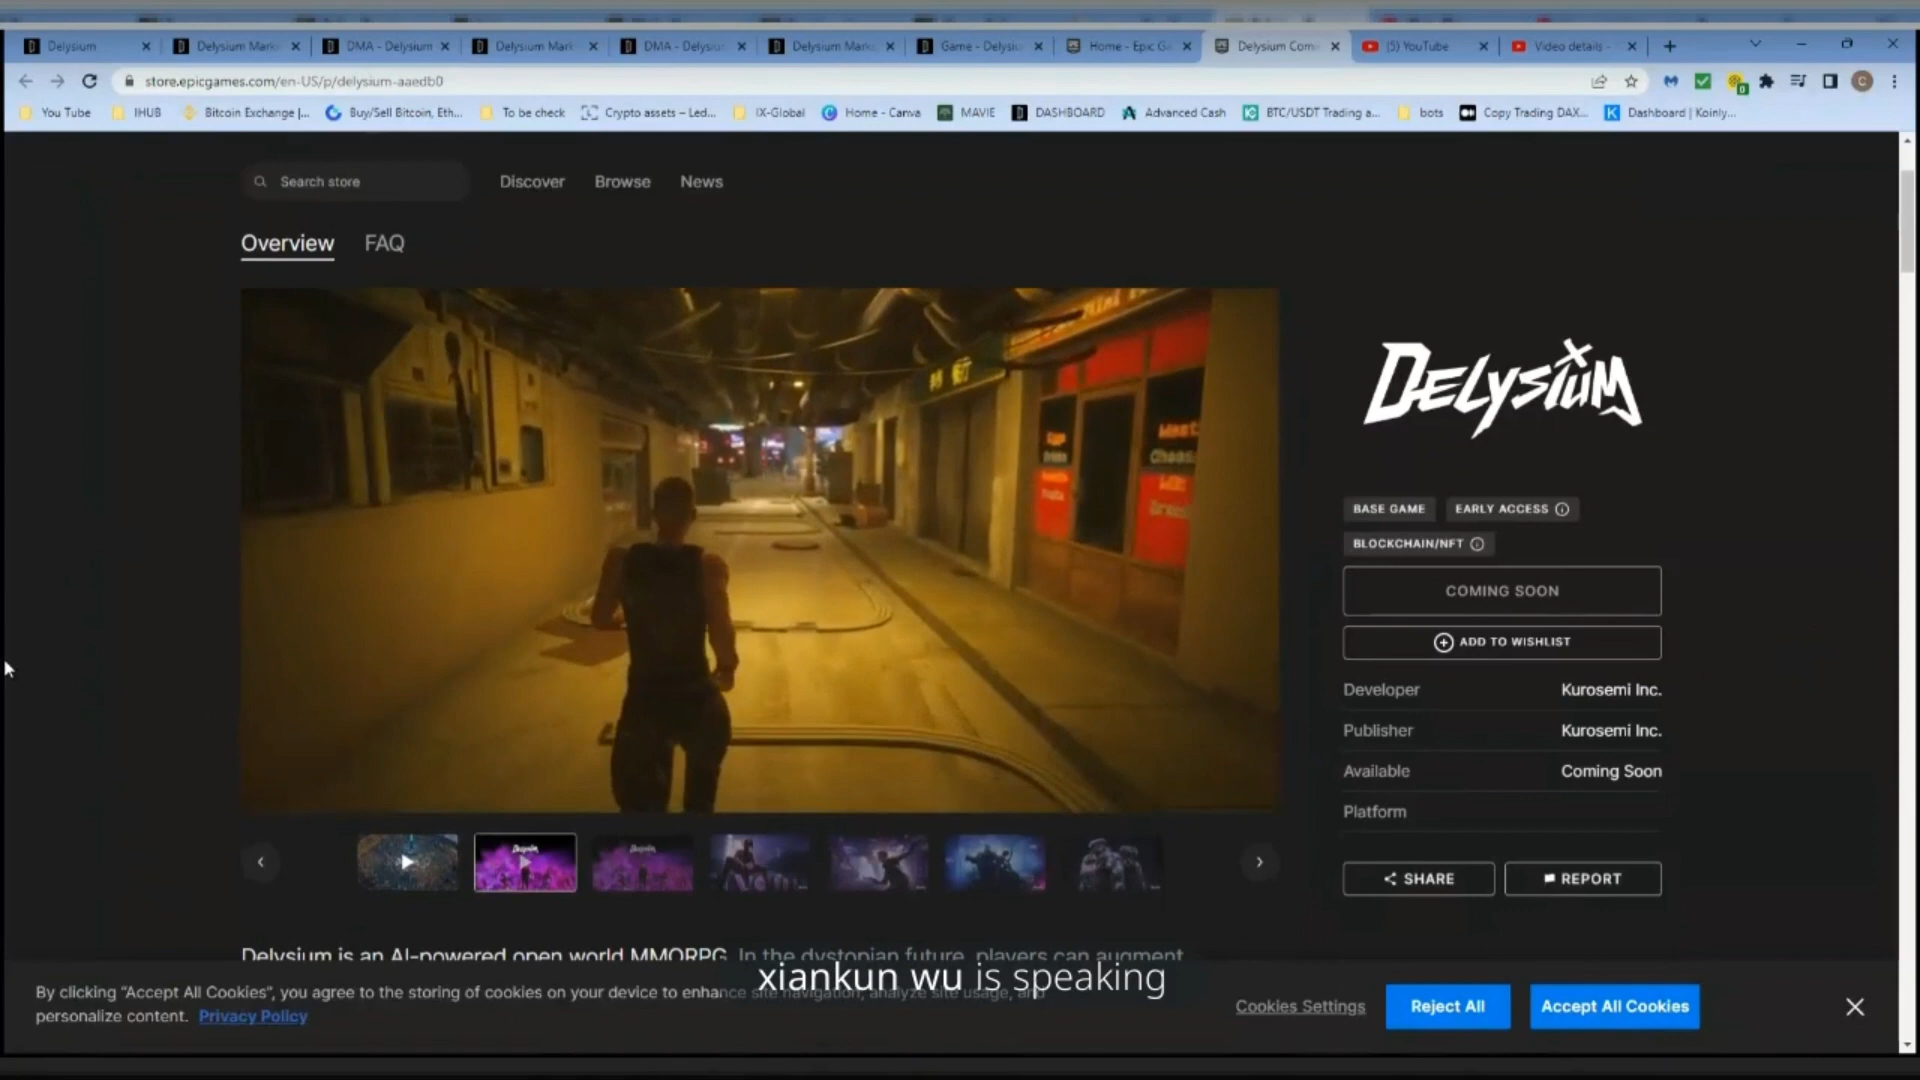 Delysium
Delysium Mark
DMA - Delysium
Delysium Mark
DMA - Delysiu
Delysium Marke
Game - Delysiu
Home - Epic Ga
Delysium Comi
(5) YouTube
Video details -
store.epicgames.com/en-US/p/delysium-aaedb0
You Tube
IHUB
Bitcoin Exchange |...
Buy/Sell Bitcoin, Eth...
To be check
Crypto assets – Led...
IX-Global
Home - Canva
MAVIE
DASHBOARD
Advanced Cash
BTC/USDT Trading a...
bots
Copy Trading DAX...
Dashboard | Koinly...
Search store
Discover
Browse
News
Overview
FAQ
DELYSIUM
BASE GAME
EARLY ACCESS
BLOCKCHAIN/NFT
COMING SOON
ADD TO WISHLIST
Developer Kurosemi Inc.
Publisher Kurosemi Inc.
Available Coming Soon
Platform
SHARE
REPORT
Delysium is an AI-powered open world MMORPG. In the dystopian future, players can augment
xiankun wu is speaking
By clicking “Accept All Cookies”, you agree to the storing of cookies on your device to enhance site navigation, analyze site usage, and
personalize content. Privacy Policy
Cookies Settings
Reject All
Accept All Cookies